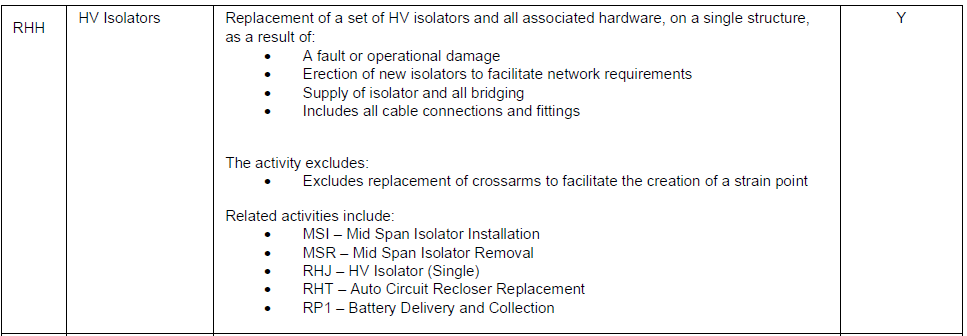 RHH
HV Isolators
Replacement of a set of HV isolators and all associated hardware, on a single structure,
as a result of:
• A fault or operational damage
• Erection of new isolators to facilitate network requirements
• Supply of isolator and all bridging
• Includes all cable connections and fittings
The activity excludes:
• Excludes replacement of crossarms to facilitate the creation of a strain point
Related activities include:
• MSI – Mid Span Isolator Installation
• MSR – Mid Span Isolator Removal
• RHJ – HV Isolator (Single)
• RHT – Auto Circuit Recloser Replacement
• RP1 – Battery Delivery and Collection
Y